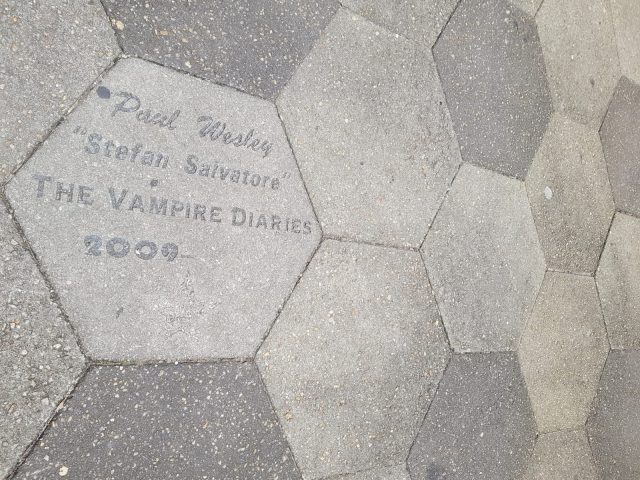 Paul Wesley
"Stefan Salvatore"
The Vampire Diaries
2009-